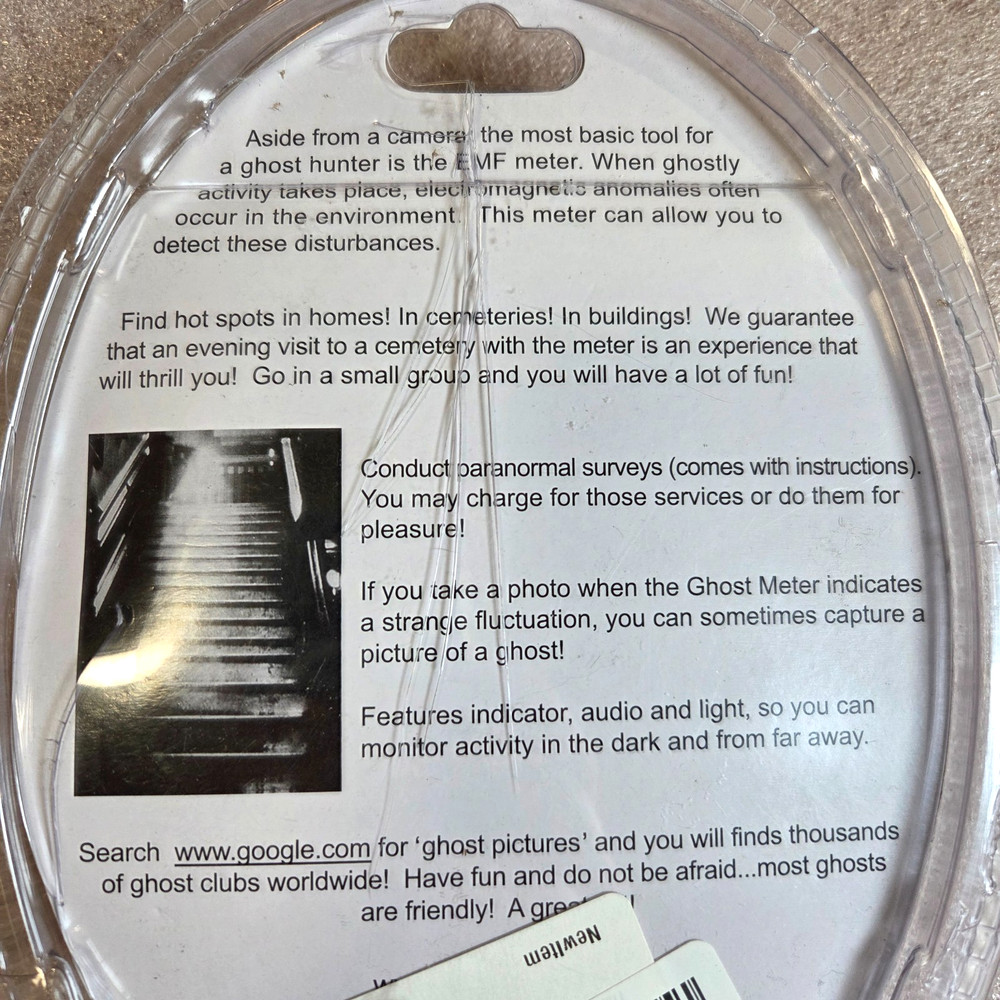 Aside from a camera, the most basic tool for
a ghost hunter is the EMF meter. When ghostly
activity takes place, electromagnetic anomalies often
occur in the environment. This meter can allow you to
detect these disturbances.
Find hot spots in homes! In cemeteries! In buildings! We guarantee
that an evening visit to a cemetery with the meter is an experience that
will thrill you! Go in a small group and you will have a lot of fun!
Conduct paranormal surveys (comes with instructions).
You may charge for those services or do them for
pleasure!
If you take a photo when the Ghost Meter indicates
a strange fluctuation, you can sometimes capture a
picture of a ghost!
Features indicator, audio and light, so you can
monitor activity in the dark and from far away.
Search www.google.com for ‘ghost pictures’ and you will finds thousands
of ghost clubs worldwide! Have fun and do not be afraid...most ghosts
are friendly! A
NewItem